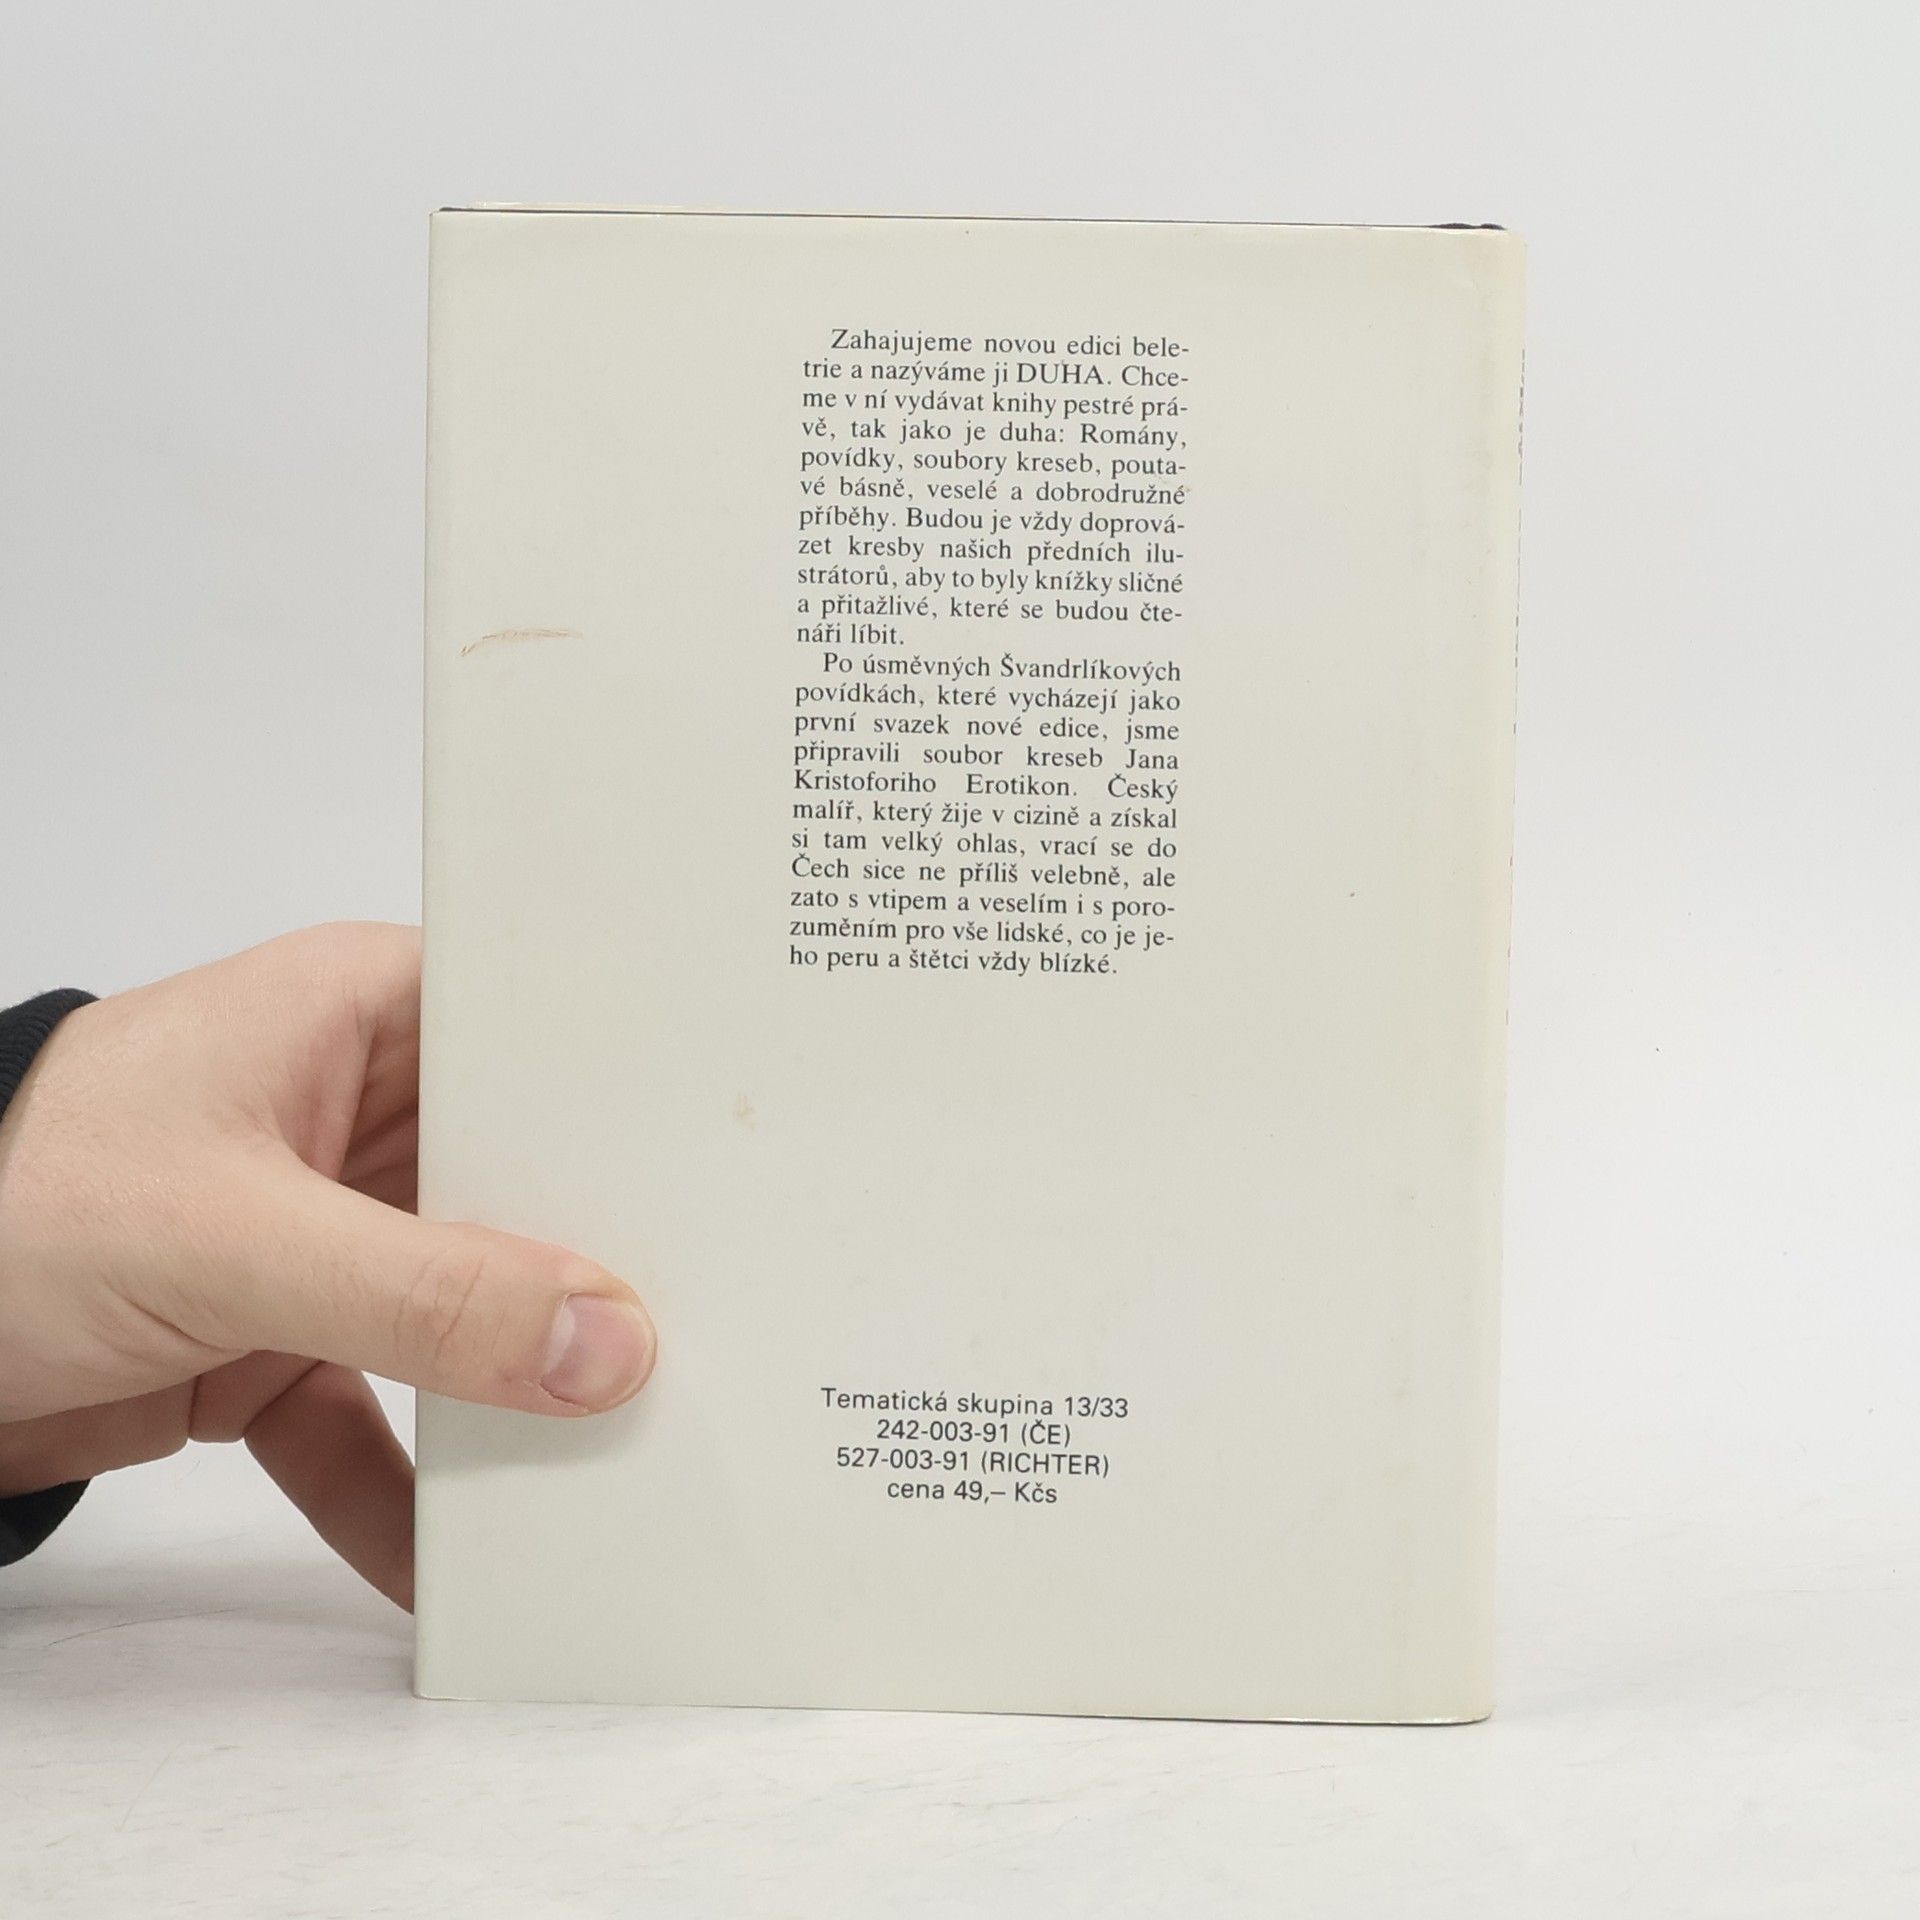 Zahajujeme novou edici bele-
trie a nazýváme ji DUHA. Chce-
me v ní vydávat knihy pestré prá-
vě, tak jako je duha: Romány,
povídky, soubory kreseb, pouta-
vé básně, veselé a dobrodružné
příběhy. Budou je vždy doprová-
zet kresby našich předních ilu-
strátorů, aby to byly knížky sličné
a přitažlivé, které se budou čte-
náři líbit.
Po úsměvných Švandrlíkových
povídkách, které vycházejí jako
první svazek nové edice, jsme
připravili soubor kreseb Jana
Kristoforiho Erotikon. Český
malíř, který žije v cizině a získal
si tam velký ohlas, vrací se do
Čech sice ne příliš velebně, ale
zato s vtipem a veselím i s poro-
zuměním pro vše lidské, co je je-
ho peru a štětci vždy blízké.
Tematická skupina 13/33
242-003-91 (ČE)
527-003-91 (RICHTER)
cena 49,– Kčs